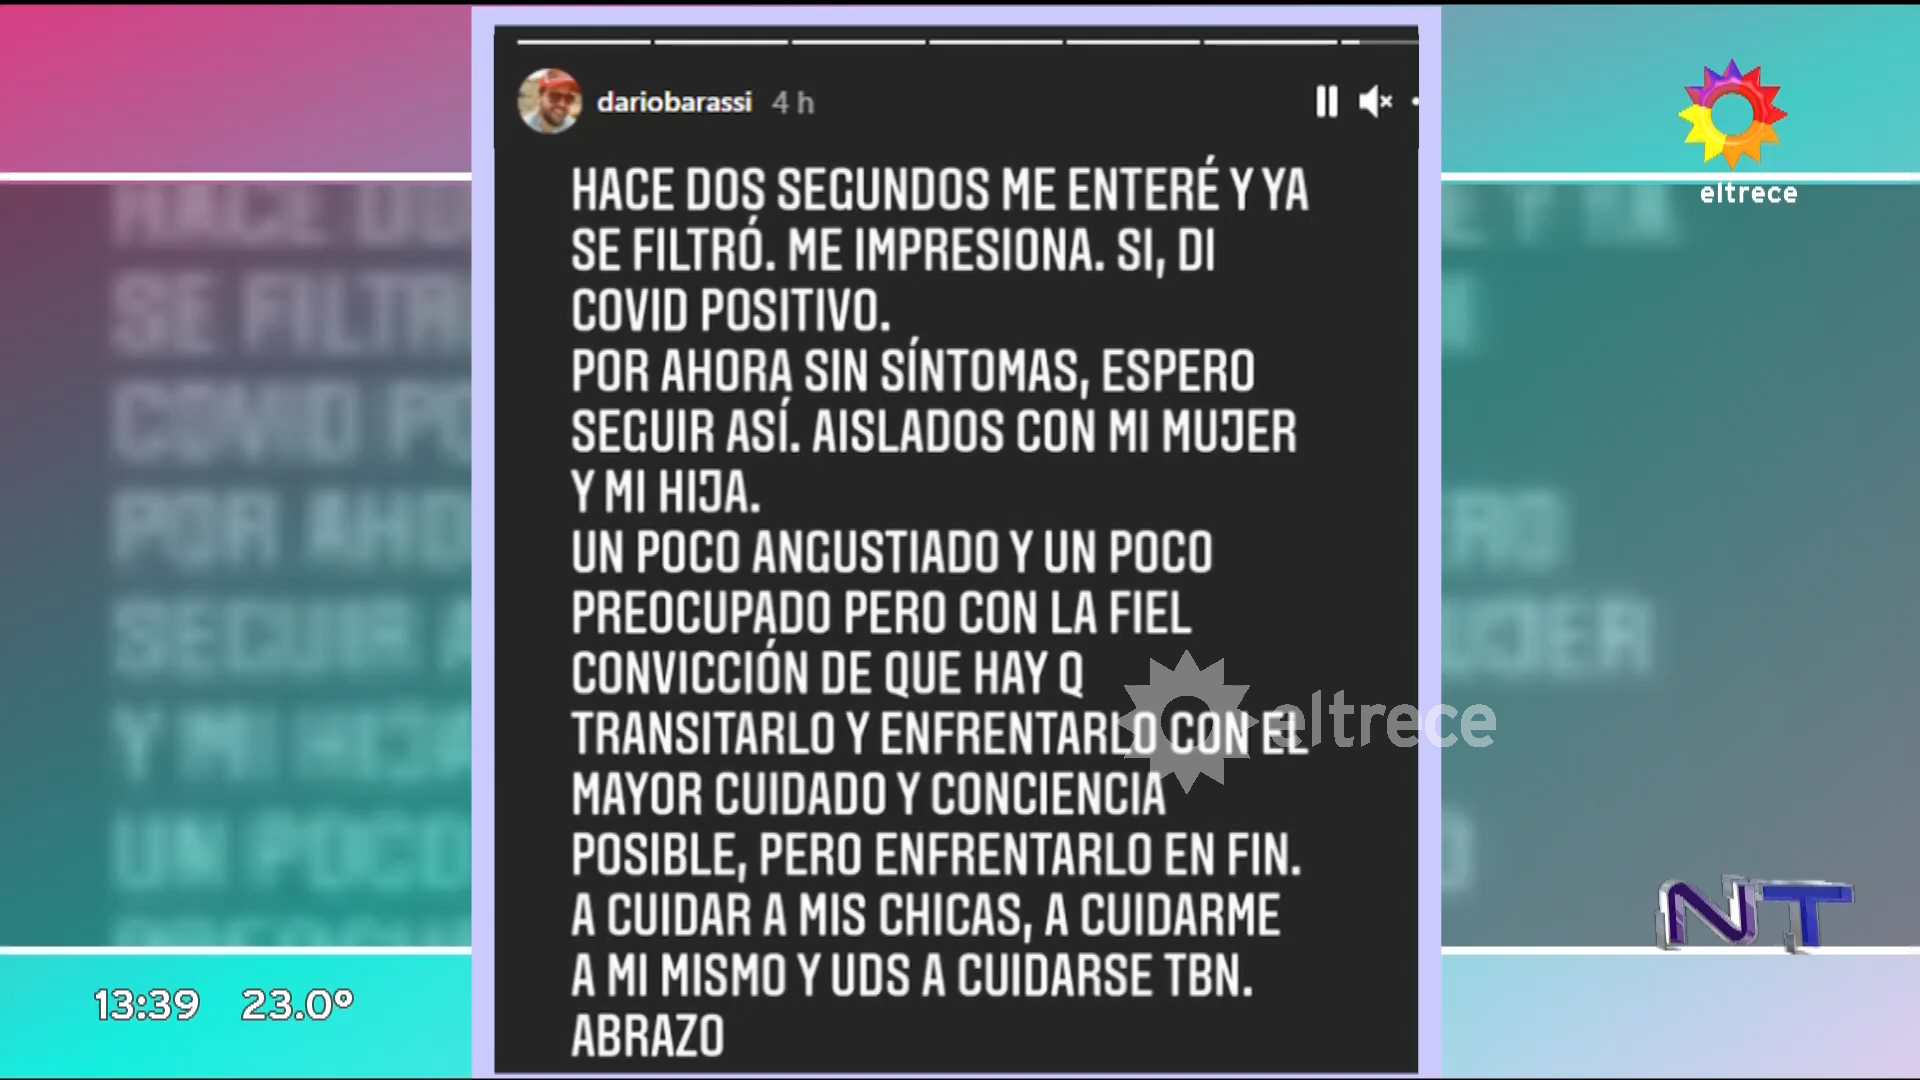 dariobarassi 4 h
HACE DOS SEGUNDOS ME ENTERÉ Y YA
SE FILTRÓ. ME IMPRESIONA. SI, DI
COVID POSITIVO.
POR AHORA SIN SÍNTOMAS, ESPERO
SEGUIR ASÍ. AISLADOS CON MI MUJER
Y MI HIJA.
UN POCO ANGUSTIADO Y UN POCO
PREOCUPADO PERO CON LA FIEL
CONVICCIÓN DE QUE HAY Q
TRANSITARLO Y ENFRENTARLO CON EL
MAYOR CUIDADO Y CONCIENCIA
POSIBLE, PERO ENFRENTARLO EN FIN.
A CUIDAR A MIS CHICAS, A CUIDARME
A MI MISMO Y UDS A CUIDARSE TBN.
ABRAZO
eltrece
eltrece
NT
13:39 23.0º